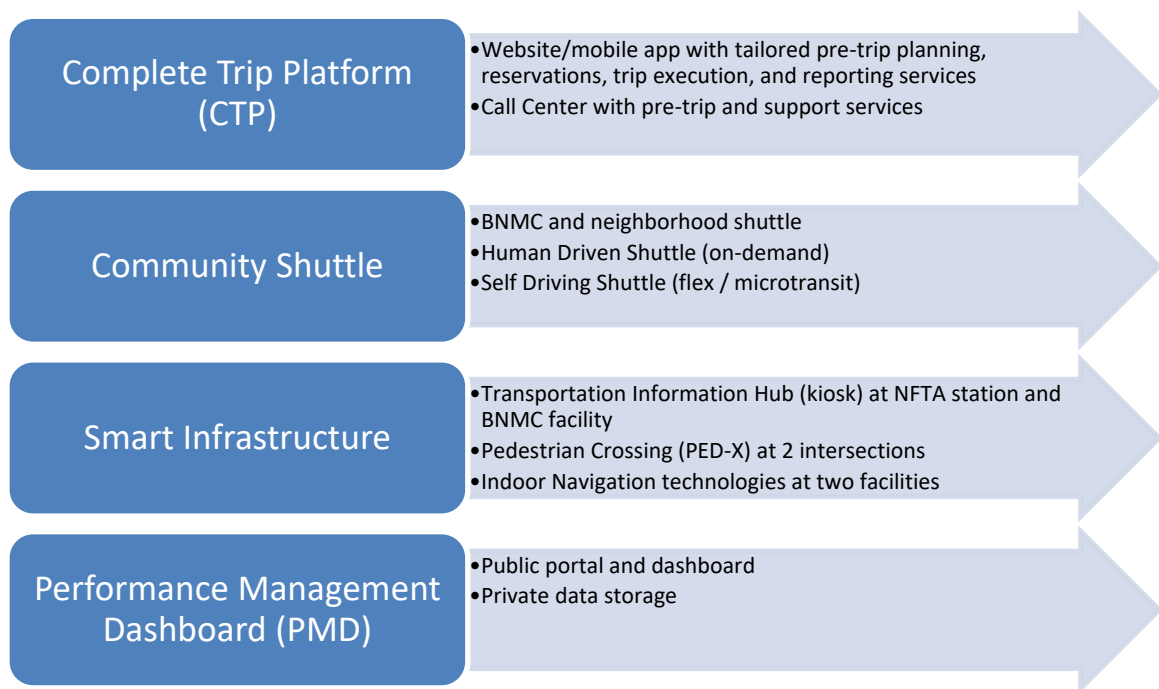 Complete Trip Platform
(CTP)
•Website/mobile app with tailored pre-trip planning,
reservations, trip execution, and reporting services
•Call Center with pre-trip and support services
Community Shuttle
•BNMC and neighborhood shuttle
•Human Driven Shuttle (on-demand)
•Self Driving Shuttle (flex / microtransit)
Smart Infrastructure
•Transportation Information Hub (kiosk) at NFTA station and
BNMC facility
•Pedestrian Crossing (PED-X) at 2 intersections
•Indoor Navigation technologies at two facilities
Performance Management
Dashboard (PMD)
•Public portal and dashboard
•Private data storage